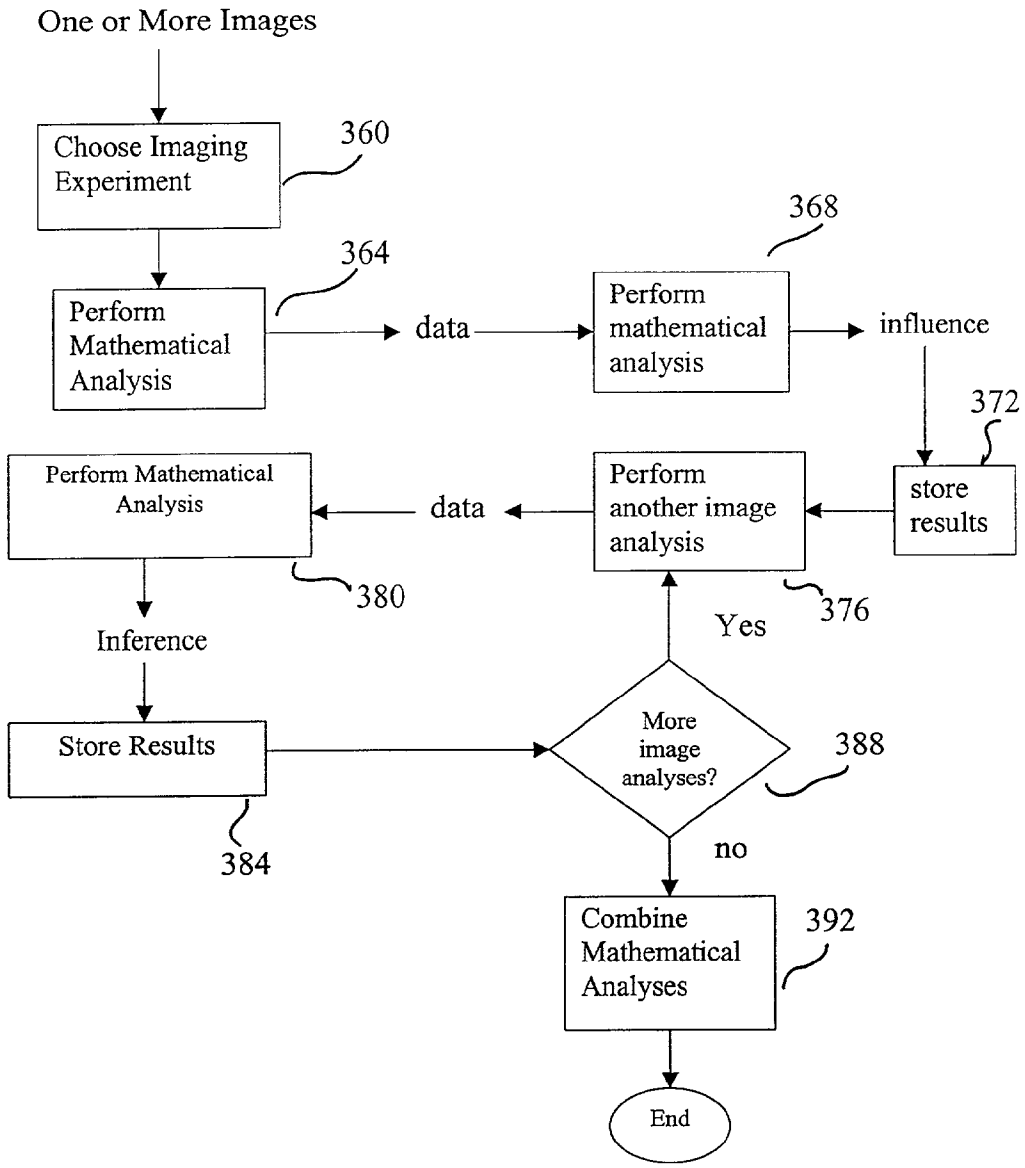 One or More Images
Choose Imaging
Experiment
360
364
Perform
Mathematical
Analysis
data
368
Perform
mathematical
analysis
influence
372
store
results
Perform
another image
analysis
376
data
Perform Mathematical
Analysis
380
Inference
Store Results
384
Yes
More
image
analyses?
388
no
Combine
Mathematical
Analyses
392
End